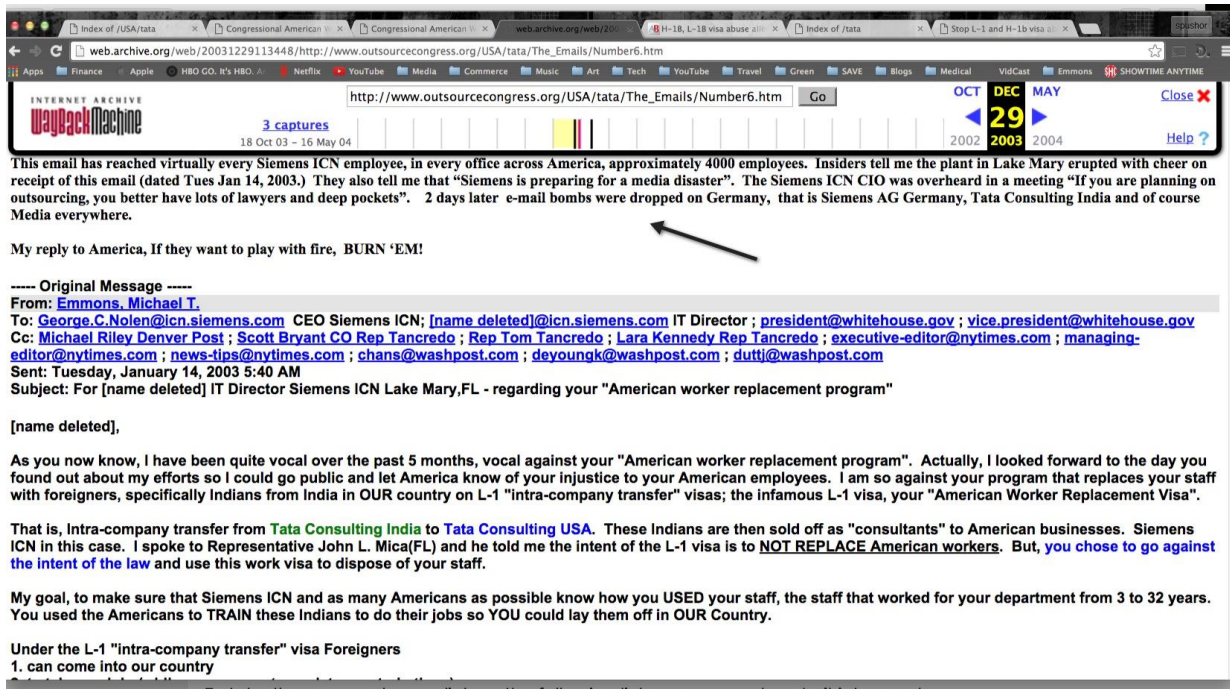 Index of /USA/tata
Congressional American
Congressional American
web.archive.org/web/200
H-1B, L-1B visa abuse
Index of /tata
Stop L-1 and H-1b visa
spushor
web.archive.org/web/20031229113448/http://www.outsourcecongress.org/USA/tata/The_Emails/Number6.htm
Apps Finance Apple HBO GO. It's HBO. Netflix YouTube Media Commerce Music Art Tech YouTube Travel Green SAVE Blogs Medical VidCast Emmons SHOWTIME ANYTIME
INTERNET ARCHIVE
WayBackMachine
http://www.outsourcecongress.org/USA/tata/The_Emails/Number6.htm Go
3 captures
18 Oct 03 - 16 May 04
OCT DEC MAY
29
2002 2003 2004
Close
Help ?
This email has reached virtually every Siemens ICN employee, in every office across America, approximately 4000 employees. Insiders tell me the plant in Lake Mary erupted with cheer on
receipt of this email (dated Tues Jan 14, 2003.) They also tell me that “Siemens is preparing for a media disaster”. The Siemens ICN CIO was overheard in a meeting “If you are planning on
outsourcing, you better have lots of lawyers and deep pockets”. 2 days later e-mail bombs were dropped on Germany, that is Siemens AG Germany, Tata Consulting India and of course
Media everywhere.
My reply to America, If they want to play with fire, BURN ‘EM!
----- Original Message -----
From: Emmons, Michael T.
To: George.C.Nolen@icn.siemens.com CEO Siemens ICN; [name deleted]@icn.siemens.com IT Director ; president@whitehouse.gov ; vice.president@whitehouse.gov
Cc: Michael Riley Denver Post ; Scott Bryant CO Rep Tancredo ; Rep Tom Tancredo ; Lara Kennedy Rep Tancredo ; executive-editor@nytimes.com ; managing-
editor@nytimes.com ; news-tips@nytimes.com ; chans@washpost.com ; deyoungk@washpost.com ; duttj@washpost.com
Sent: Tuesday, January 14, 2003 5:40 AM
Subject: For [name deleted] IT Director Siemens ICN Lake Mary,FL - regarding your "American worker replacement program"
[name deleted],
As you now know, I have been quite vocal over the past 5 months, vocal against your "American worker replacement program". Actually, I looked forward to the day you
found out about my efforts so I could go public and let America know of your injustice to your American employees. I am so against your program that replaces your staff
with foreigners, specifically Indians from India in OUR country on L-1 "intra-company transfer" visas; the infamous L-1 visa, your "American Worker Replacement Visa".
That is, Intra-company transfer from Tata Consulting India to Tata Consulting USA. These Indians are then sold off as "consultants" to American businesses. Siemens
ICN in this case. I spoke to Representative John L. Mica(FL) and he told me the intent of the L-1 visa is to NOT REPLACE American workers. But, you chose to go against
the intent of the law and use this work visa to dispose of your staff.
My goal, to make sure that Siemens ICN and as many Americans as possible know how you USED your staff, the staff that worked for your department from 3 to 32 years.
You used the Americans to TRAIN these Indians to do their jobs so YOU could lay them off in OUR Country.
Under the L-1 "intra-company transfer" visa Foreigners
1. can come into our country